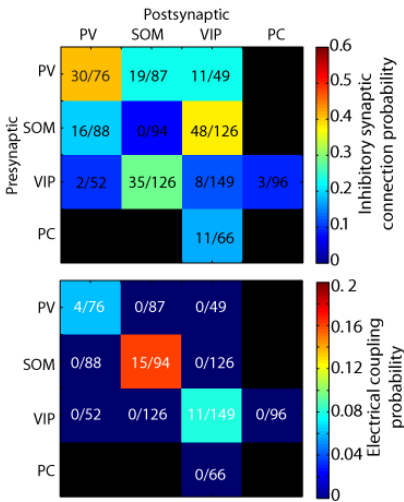 Postsynaptic
PV SOM VIP PC
Presynaptic
PV 30/76 19/87 11/49
SOM 16/88 0/94 48/126
VIP 2/52 35/126 8/149 3/96
PC 11/66
0.6
0.5
0.4
0.3
0.2
0.1
0
Inhibitory synaptic
connection probability
PV 4/76 0/87 0/49
SOM 0/88 15/94 0/126
VIP 0/52 0/126 11/149 0/96
PC 0/66
0.2
0.16
0.12
0.08
0.04
0
Electrical coupling
probability